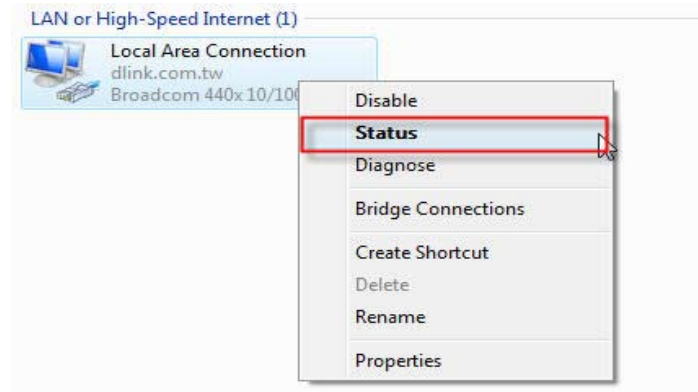 LAN or High-Speed Internet (1)
Local Area Connection
dlink.com.tw
Broadcom 440x 10/100
Disable
Status
Diagnose
Bridge Connections
Create Shortcut
Delete
Rename
Properties